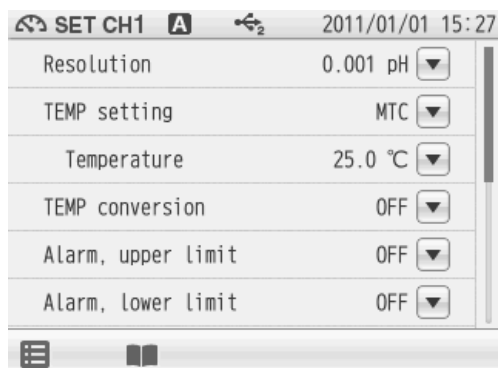 SET CH1 A 2 2011/01/01 15:27
Resolution 0.001 pH
TEMP setting MTC
Temperature 25.0 ℃
TEMP conversion OFF
Alarm, upper limit OFF
Alarm, lower limit OFF